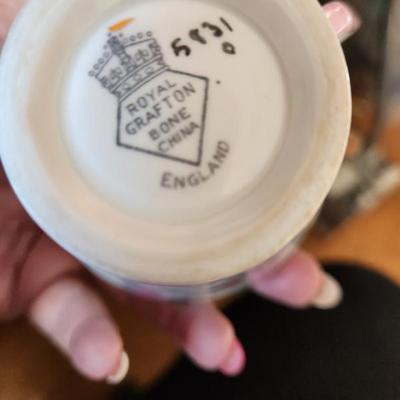 5831
0
ROYAL
GRAFTON
BONE
CHINA
ENGLAND